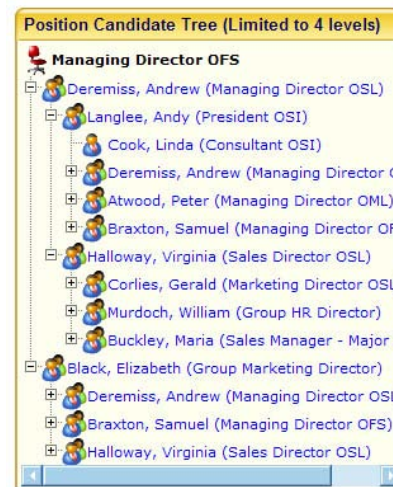 Position Candidate Tree (Limited to 4 levels)
Managing Director OFS
Deremiss, Andrew (Managing Director OSL)
Langlee, Andy (President OSI)
Cook, Linda (Consultant OSI)
Deremiss, Andrew (Managing Director
Atwood, Peter (Managing Director OML)
Braxton, Samuel (Managing Director
Halloway, Virginia (Sales Director OSL)
Corlies, Gerald (Marketing Director OSL
Murdoch, William (Group HR Director)
Buckley, Maria (Sales Manager - Major
Black, Elizabeth (Group Marketing Director)
Deremiss, Andrew (Managing Director OSL
Braxton, Samuel (Managing Director OFS)
Halloway, Virginia (Sales Director OSL)